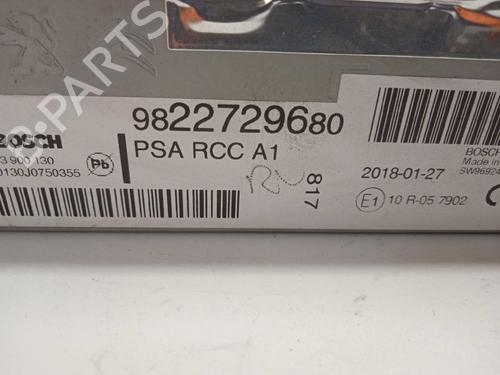 9822729680
BOSCH
PSA RCC A1
3 900 130
0130J0750355
Pb
817
2018-01-27
E1 10 R-05 7902
BOSCH
Made in
SW96924
B-PARTS